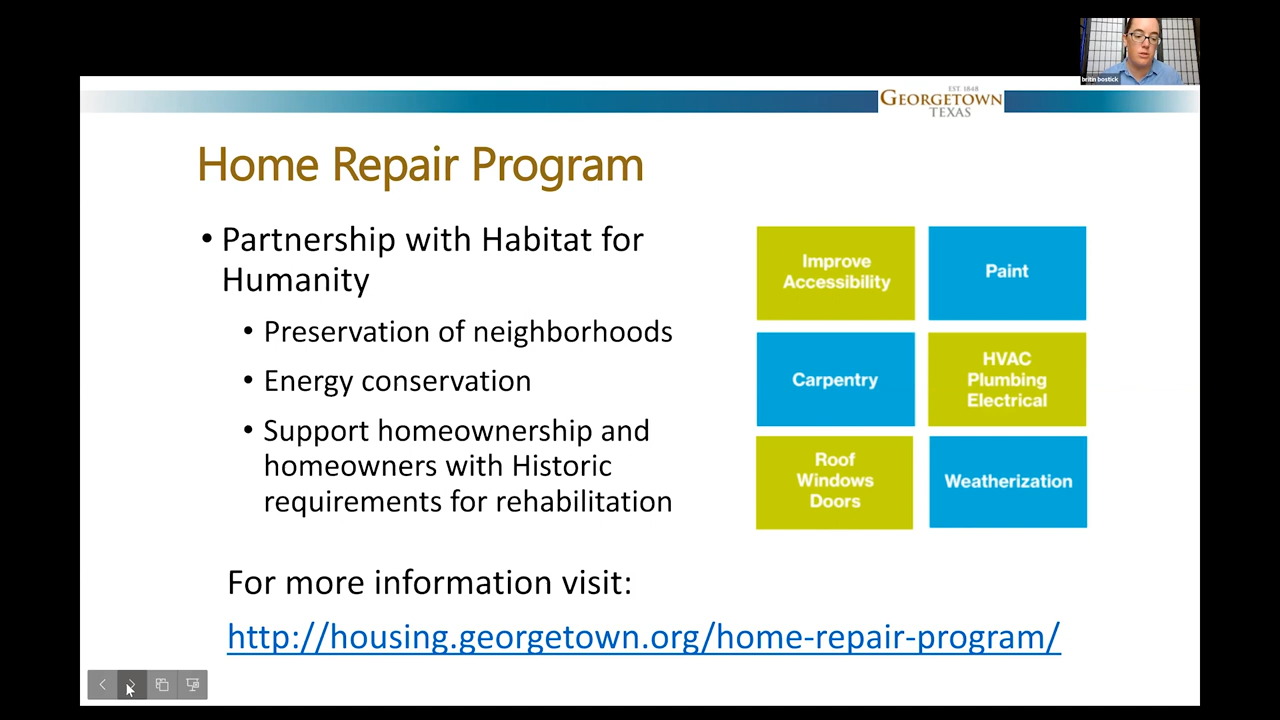 britin bostick
EST. 1848
GEORGETOWN
TEXAS
Home Repair Program
• Partnership with Habitat for
Humanity
• Preservation of neighborhoods
• Energy conservation
• Support homeownership and
homeowners with Historic
requirements for rehabilitation
Improve
Accessibility
Paint
Carpentry
HVAC
Plumbing
Electrical
Roof
Windows
Doors
Weatherization
For more information visit:
http://housing.georgetown.org/home-repair-program/